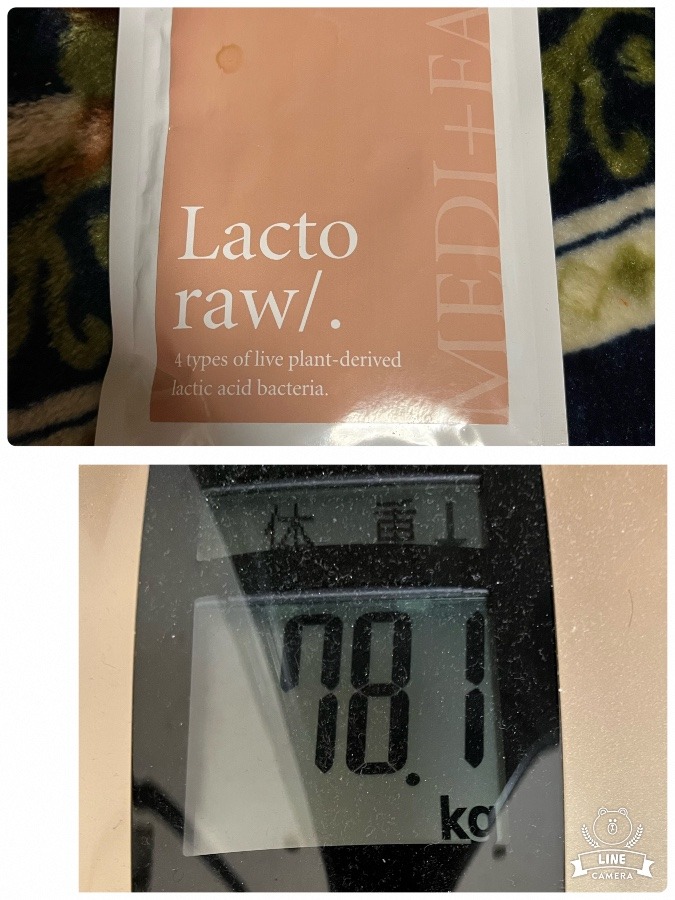 MEDI+FA
Lacto
raw/.
4 types of live plant-derived
lactic acid bacteria.
体 重
78.1
kg
LINE
CAMERA